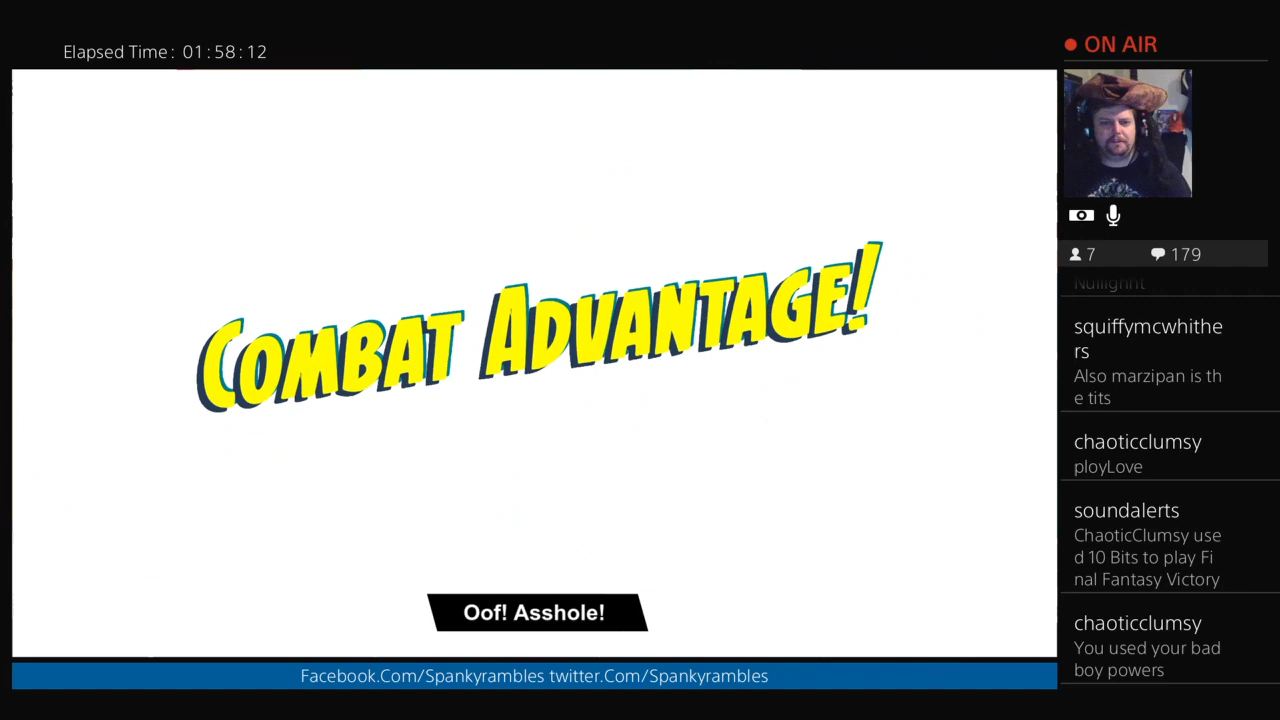 Elapsed Time: 01:58:12
ON AIR
7
179
COMBAT ADVANTAGE!
squiffymcwhithe
rs
Also marzipan is th
e tits
chaoticclumsy
ployLove
soundalerts
ChaoticClumsy use
d 10 Bits to play Fi
nal Fantasy Victory
chaoticclumsy
You used your bad
boy powers
Oof! Asshole!
Facebook.Com/Spankyrambles twitter.Com/Spankyrambles